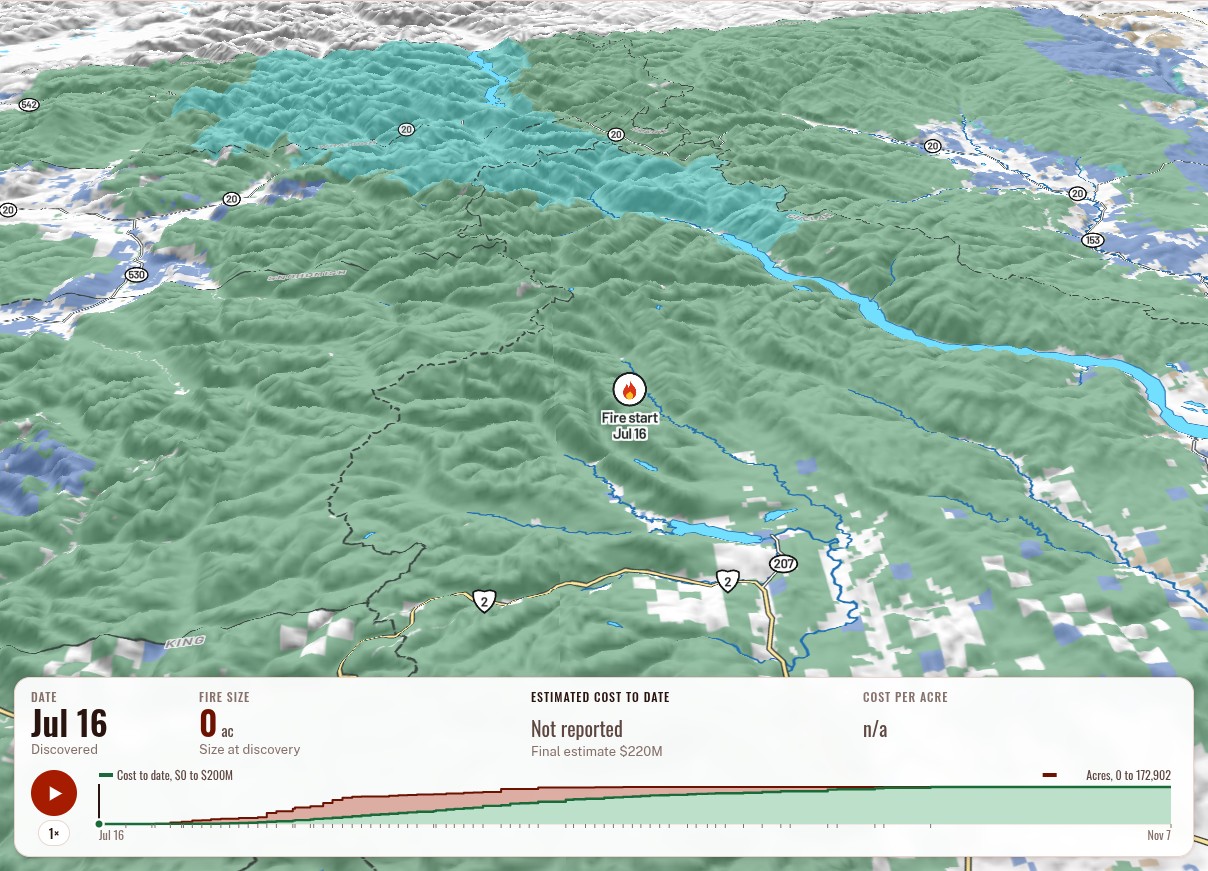 542
20
20
20
20
20
20
153
530
SNOHOMISH
Fire start
Jul 16
207
2
2
KING
DATE
Jul 16
Discovered
FIRE SIZE
0 ac
Size at discovery
ESTIMATED COST TO DATE
Not reported
Final estimate $220M
COST PER ACRE
n/a
Cost to date, $0 to $200M
Acres, 0 to 172,902
1×
Jul 16
Nov 7